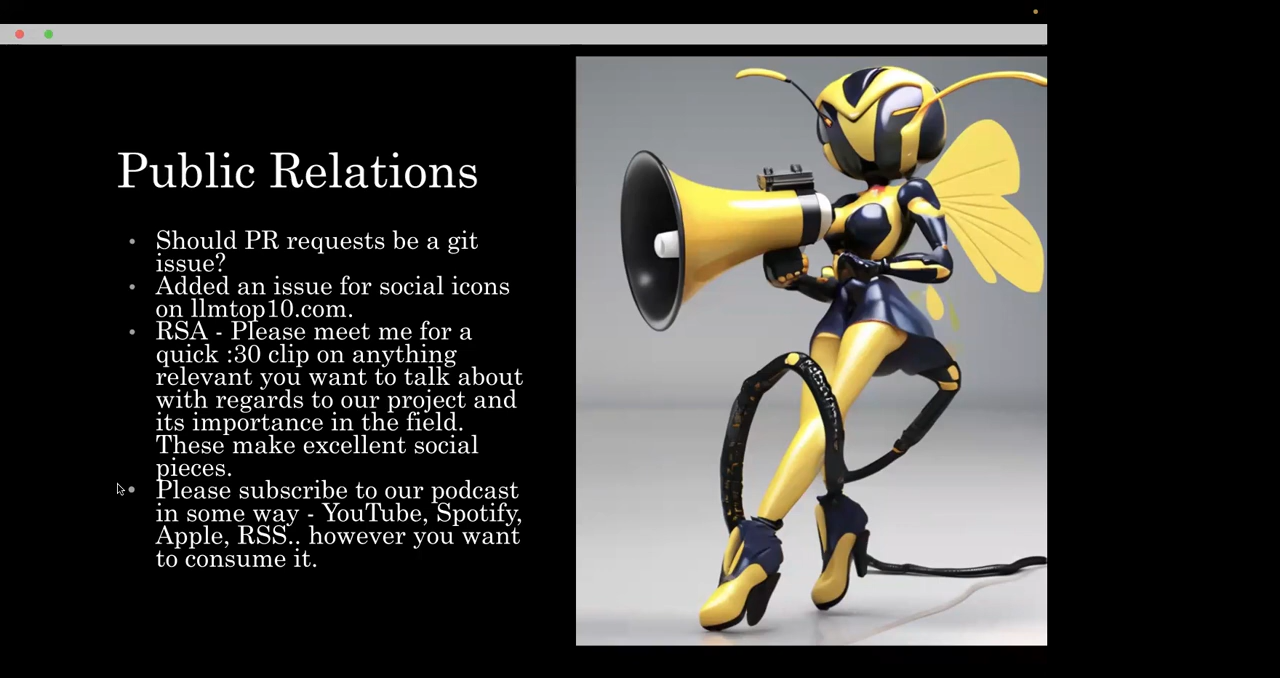 Public Relations
• Should PR requests be a git
issue?
• Added an issue for social icons
on llmtop10.com.
• RSA - Please meet me for a
quick :30 clip on anything
relevant you want to talk about
with regards to our project and
its importance in the field.
These make excellent social
pieces.
• Please subscribe to our podcast
in some way - YouTube, Spotify,
Apple, RSS.. however you want
to consume it.